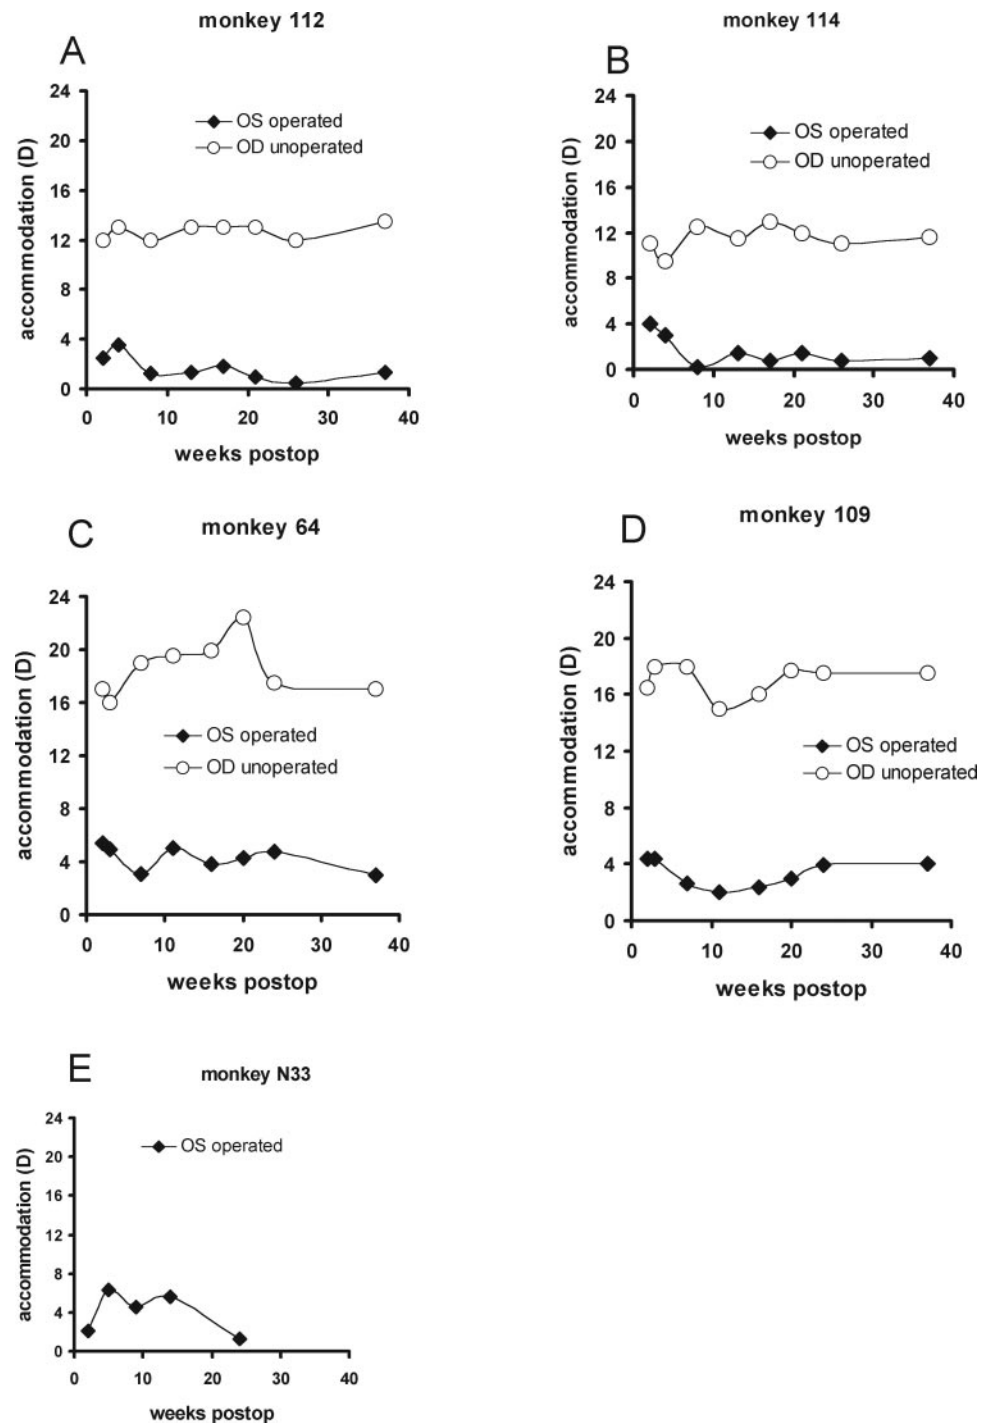 monkey 112
A
24
20
16
12
8
4
0
accommodation (D)
OS operated
OD unoperated
0 10 20 30 40
weeks postop
monkey 114
B
24
20
16
12
8
4
0
accommodation (D)
OS operated
OD unoperated
0 10 20 30 40
weeks postop
monkey 64
C
24
20
16
12
8
4
0
accommodation (D)
OS operated
OD unoperated
0 10 20 30 40
weeks postop
monkey 109
D
24
20
16
12
8
4
0
accommodation (D)
OS operated
OD unoperated
0 10 20 30 40
weeks postop
E
monkey N33
24
20
16
12
8
4
0
accommodation (D)
OS operated
0 10 20 30 40
weeks postop